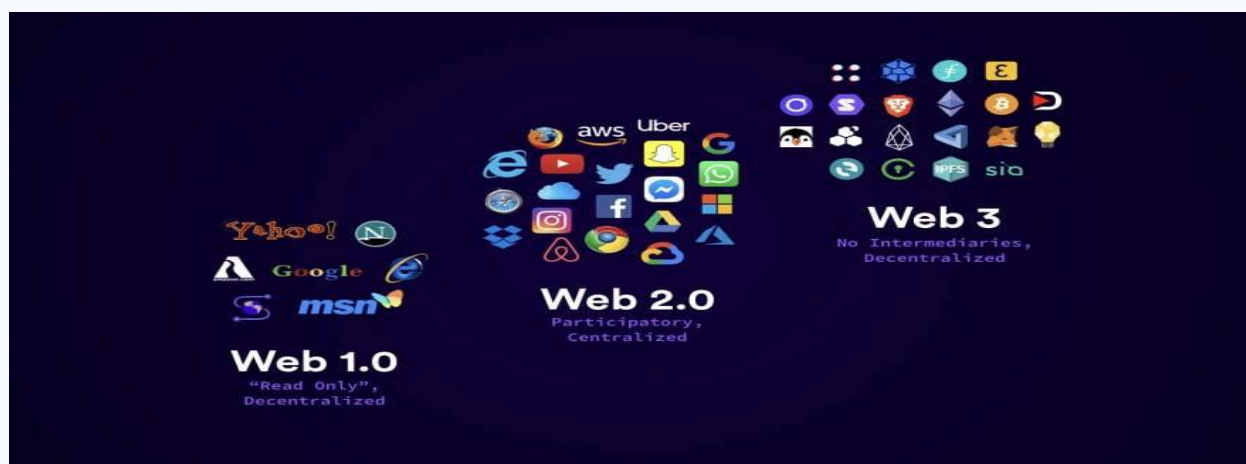 Yahoo!
N
Google
msn
Web 1.0
“Read Only”,
Decentralized
aws
Uber
Web 2.0
Participatory,
Centralized
IPFS
sia
Web 3
No Intermediaries,
Decentralized